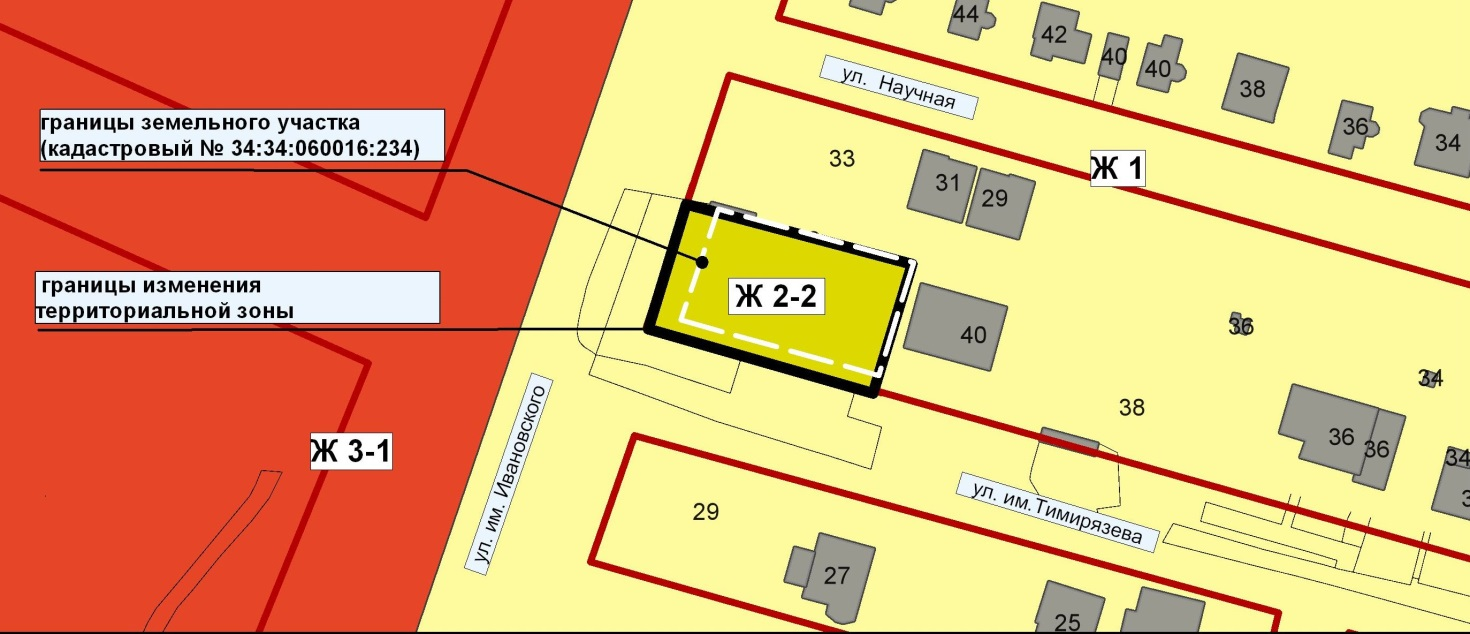 44
42
40
40
38
36
34
ул. Научная
границы земельного участка
(кадастровый № 34:34:060016:234)
33
31
29
Ж 1
границы изменения
территориальной зоны
Ж 2-2
40
36
34
38
36
36
34
Ж 3-1
ул. им. Ивановского
ул. им.Тимирязева
29
27
25